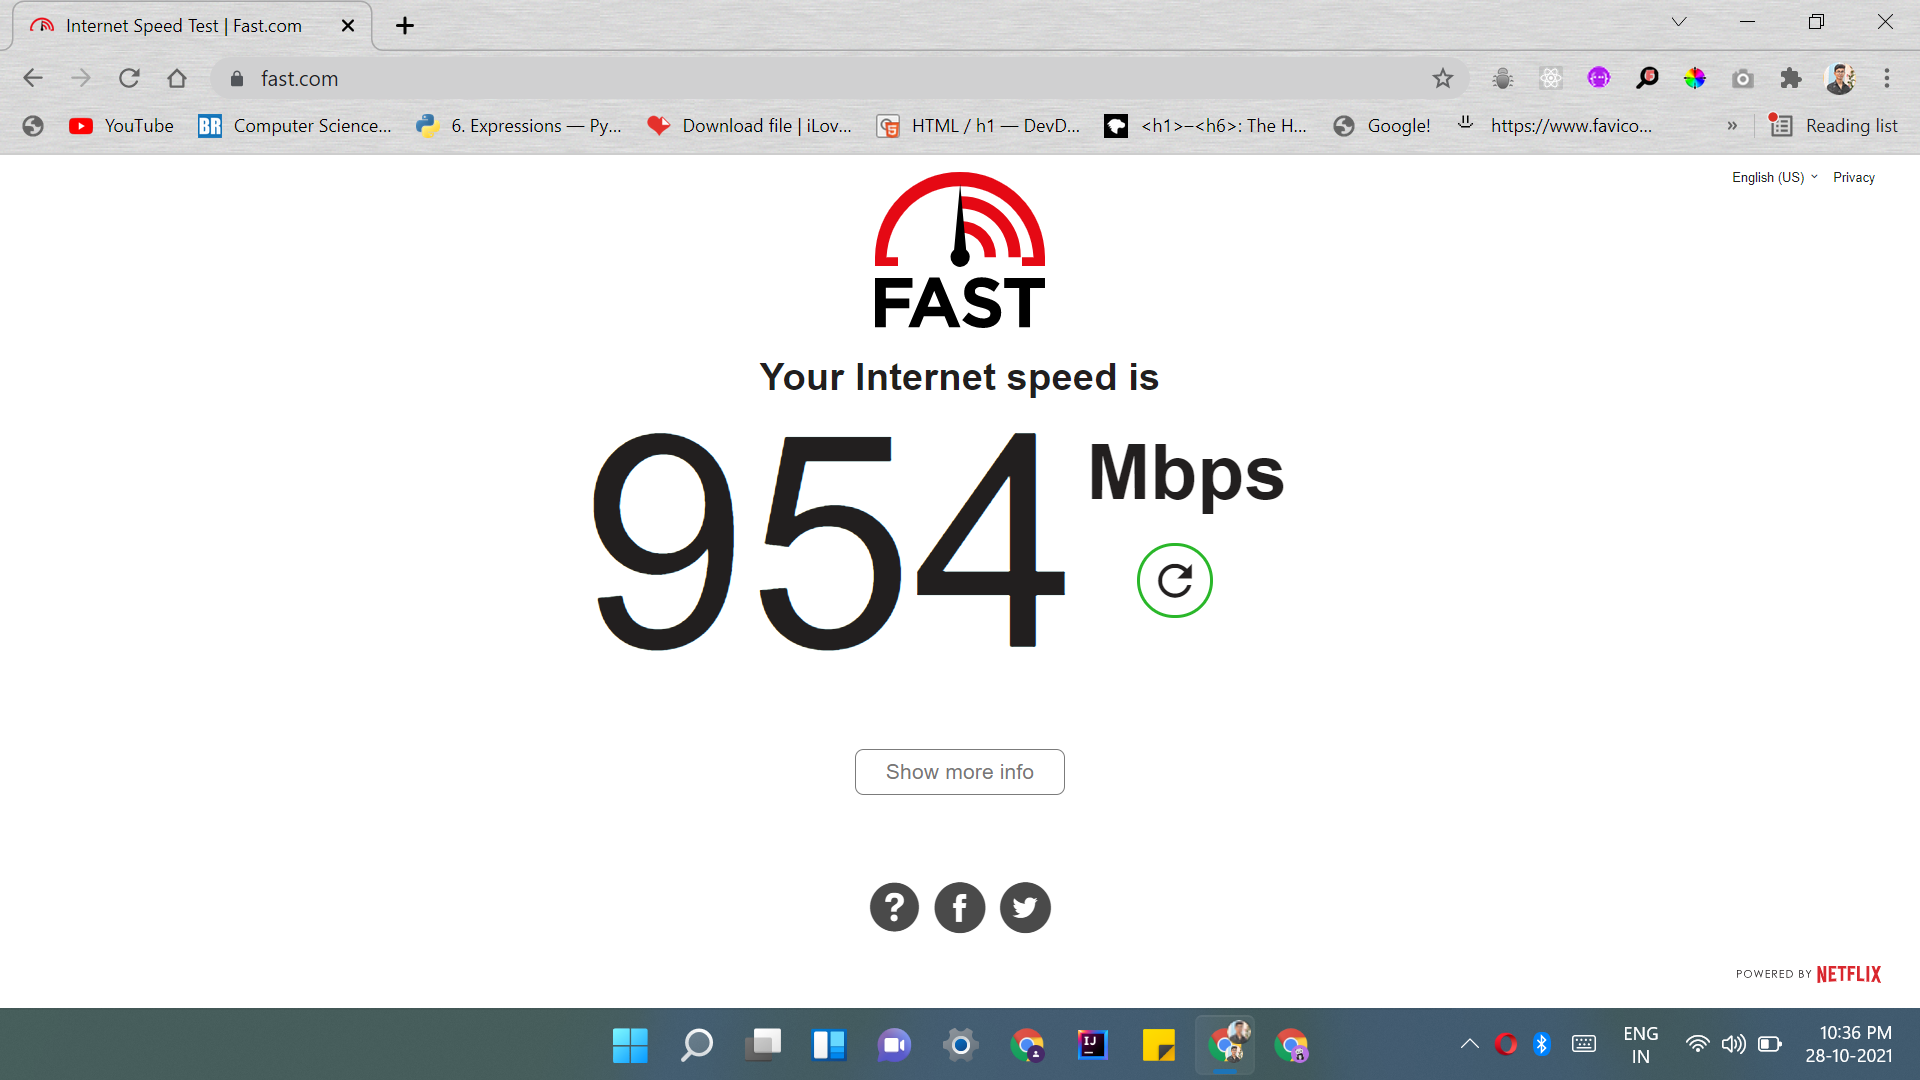 Internet Speed Test | Fast.com
fast.com
YouTube
BR
Computer Science...
6. Expressions — Py...
Download file | iLov...
HTML / h1 — DevD...
<h1>–<h6>: The H...
Google!
https://www.favico...
»
Reading list
English (US)
Privacy
FAST
Your Internet speed is
954 Mbps
Show more info
POWERED BY NETFLIX
IJ
ENG
IN
10:36 PM
28-10-2021